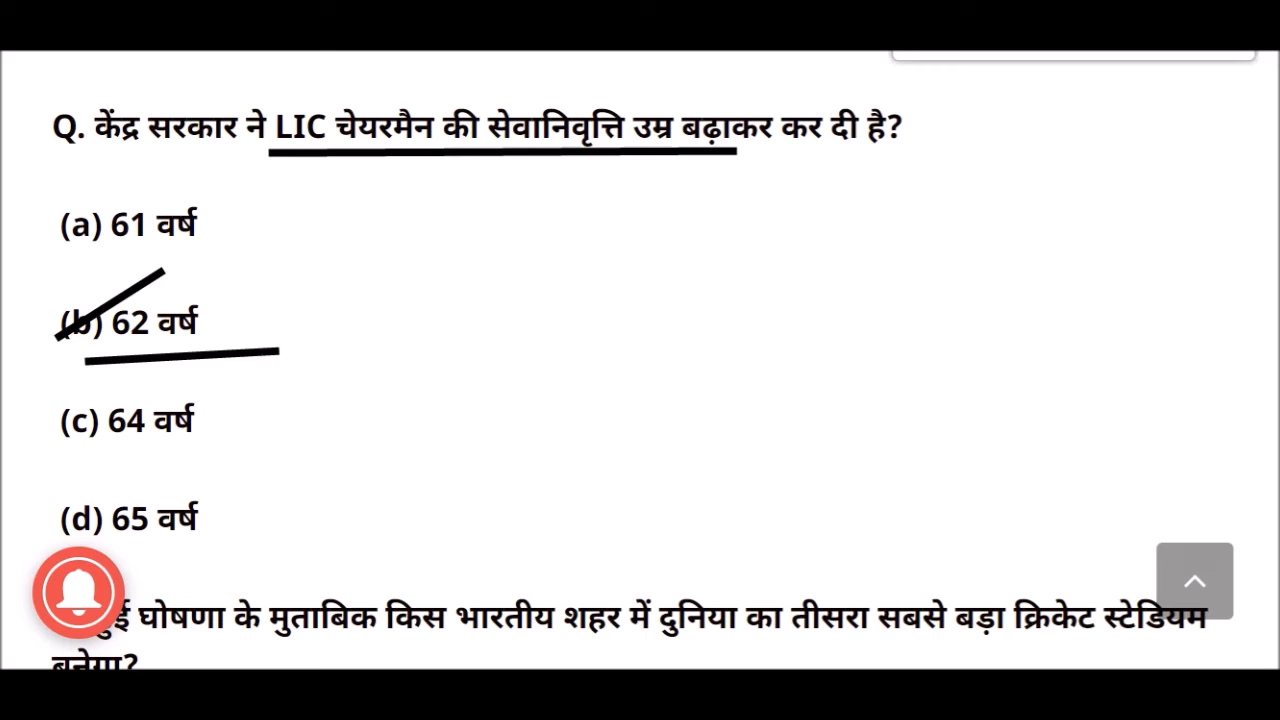 Q. केंद्र सरकार ने LIC चेयरमैन की सेवानिवृत्ति उम्र बढ़ाकर कर दी है?
(a) 61 वर्ष
(b) 62 वर्ष
(c) 64 वर्ष
(d) 65 वर्ष
घोषणा के मुताबिक किस भारतीय शहर में दुनिया का तीसरा सबसे बड़ा क्रिकेट स्टेडियम
बनेगा?